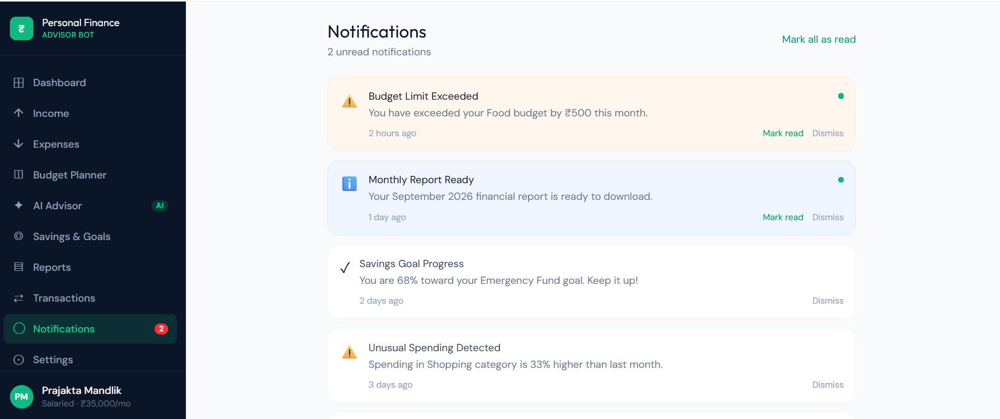 ₹
Personal Finance
ADVISOR BOT
Dashboard
Income
Expenses
Budget Planner
AI Advisor
AI
Savings & Goals
Reports
Transactions
Notifications
2
Settings
PM
Prajakta Mandlik
Salaried · ₹35,000/mo
Notifications
2 unread notifications
Mark all as read
Budget Limit Exceeded
You have exceeded your Food budget by ₹500 this month.
2 hours ago
Mark read
Dismiss
Monthly Report Ready
Your September 2026 financial report is ready to download.
1 day ago
Mark read
Dismiss
Savings Goal Progress
You are 68% toward your Emergency Fund goal. Keep it up!
2 days ago
Dismiss
Unusual Spending Detected
Spending in Shopping category is 33% higher than last month.
3 days ago
Dismiss